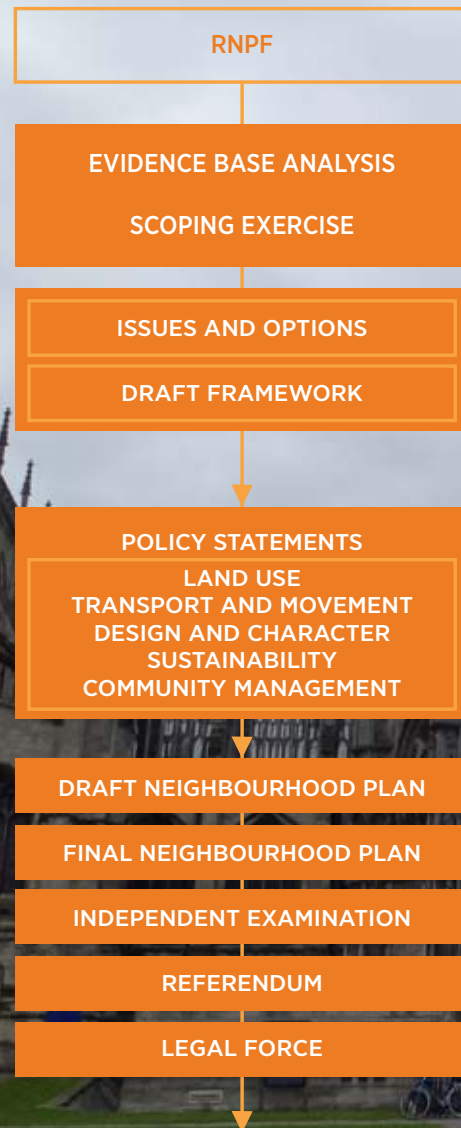 RNPF
EVIDENCE BASE ANALYSIS
SCOPING EXERCISE
ISSUES AND OPTIONS
DRAFT FRAMEWORK
POLICY STATEMENTS
LAND USE
TRANSPORT AND MOVEMENT
DESIGN AND CHARACTER
SUSTAINABILITY
COMMUNITY MANAGEMENT
DRAFT NEIGHBOURHOOD PLAN
FINAL NEIGHBOURHOOD PLAN
INDEPENDENT EXAMINATION
REFERENDUM
LEGAL FORCE